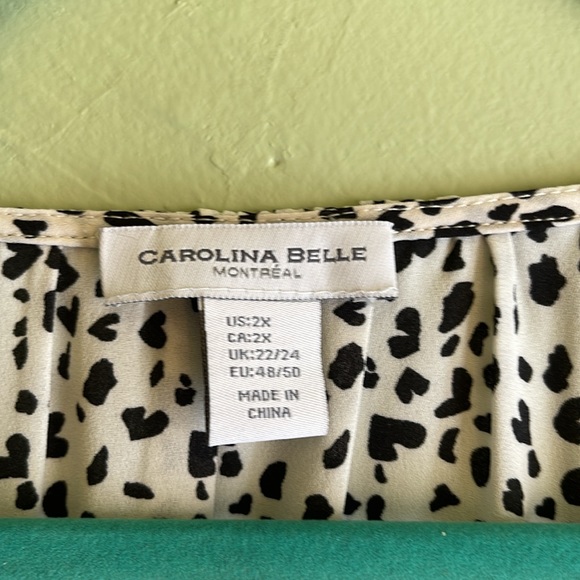 CAROLINA BELLE
MONTRÉAL
US:2X
CA:2X
UK:22/24
EU:48/50
MADE IN
CHINA